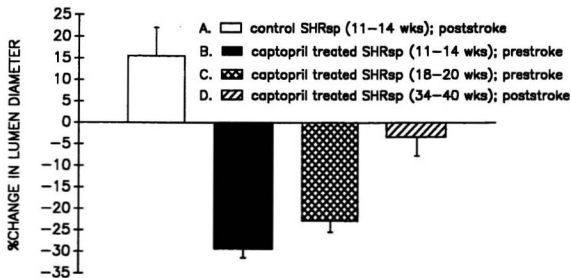 %CHANGE IN LUMEN DIAMETER
25
20
15
10
5
0
−5
−10
−15
−20
−25
−30
−35
A. control SHRsp (11−14 wks); poststroke
B. captopril treated SHRsp (11−14 wks); prestroke
C. captopril treated SHRsp (18−20 wks); prestroke
D. captopril treated SHRsp (34−40 wks); poststroke